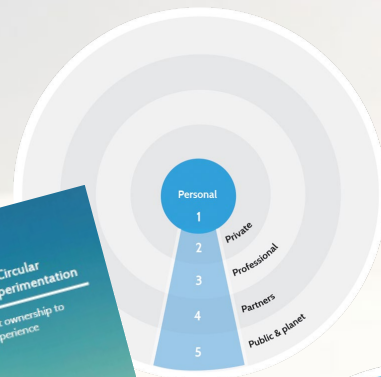 Personal
1
2
Private
3
Professional
4
Partners
5
Public & planet
Circular
perimentation
ownership to
perience